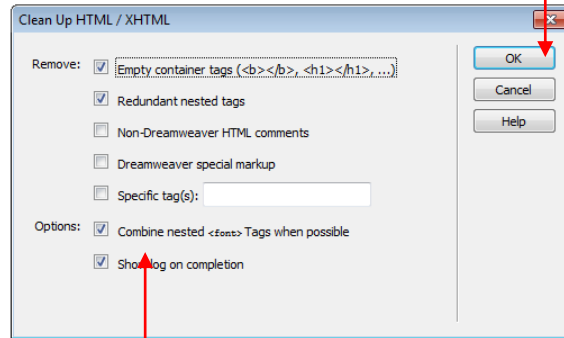 Clean Up HTML / XHTML
Remove: Empty container tags (<b></b>, <h1></h1>, ...)
Redundant nested tags
Non-Dreamweaver HTML comments
Dreamweaver special markup
Specific tag(s):
Options: Combine nested <font> Tags when possible
Show log on completion
OK
Cancel
Help